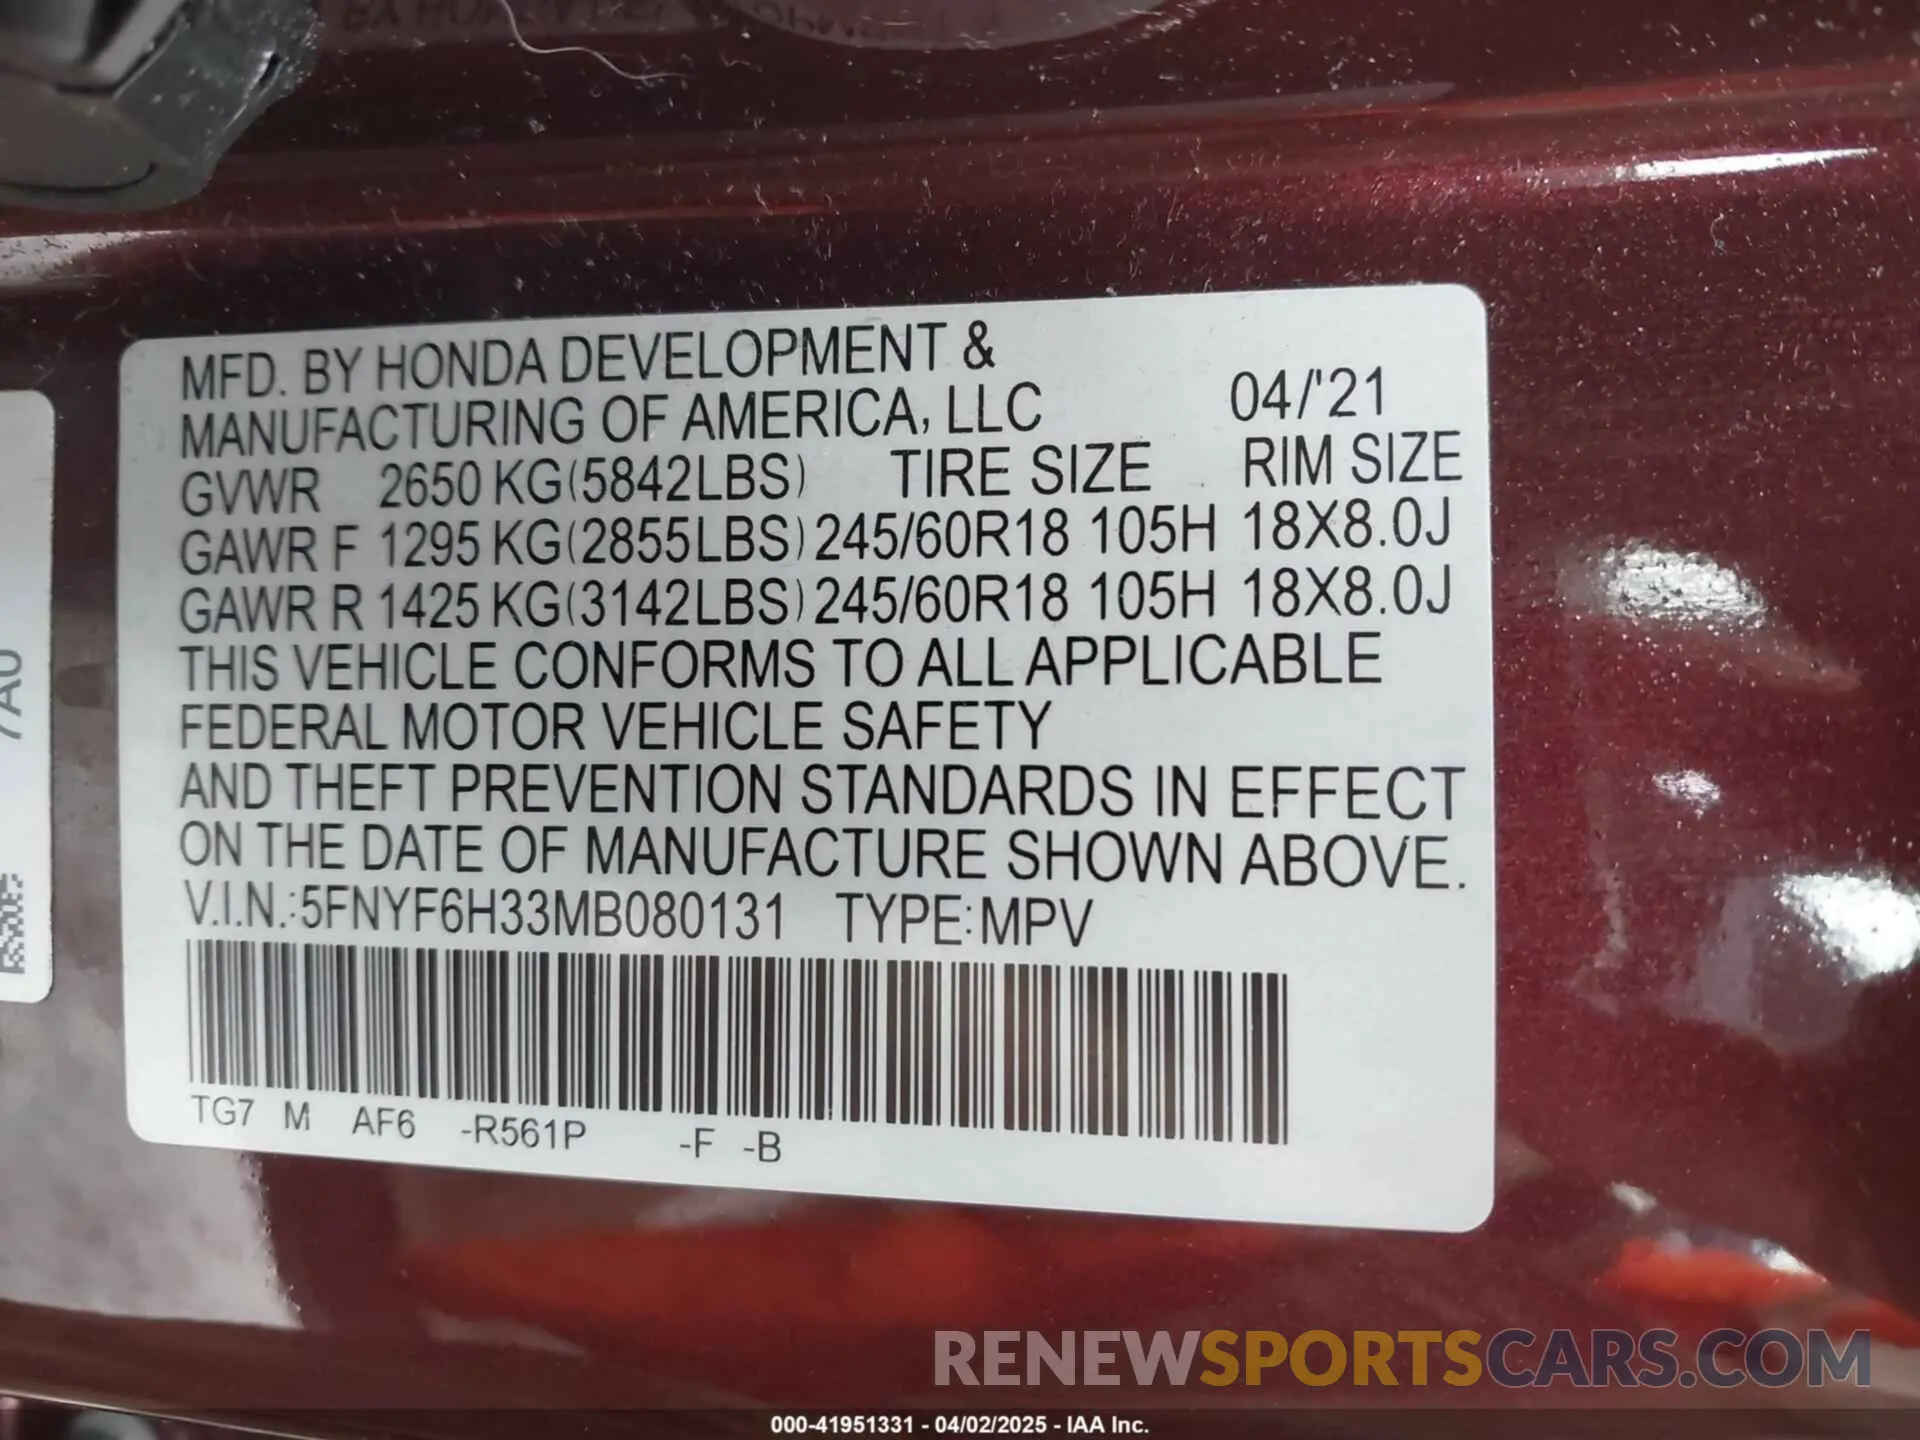 MFD. BY HONDA DEVELOPMENT &
MANUFACTURING OF AMERICA, LLC 04/'21
GVWR 2650 KG(5842LBS) TIRE SIZE RIM SIZE
GAWR F 1295 KG(2855LBS) 245/60R18 105H 18X8.0J
GAWR R 1425 KG(3142LBS) 245/60R18 105H 18X8.0J
THIS VEHICLE CONFORMS TO ALL APPLICABLE
FEDERAL MOTOR VEHICLE SAFETY
AND THEFT PREVENTION STANDARDS IN EFFECT
ON THE DATE OF MANUFACTURE SHOWN ABOVE.
V.I.N.:5FNYF6H33MB080131 TYPE:MPV
TG7 M AF6 -R561P -F -B
7A0
RENEWSPORTSCARS.COM
000-41951331 - 04/02/2025 - IAA Inc.